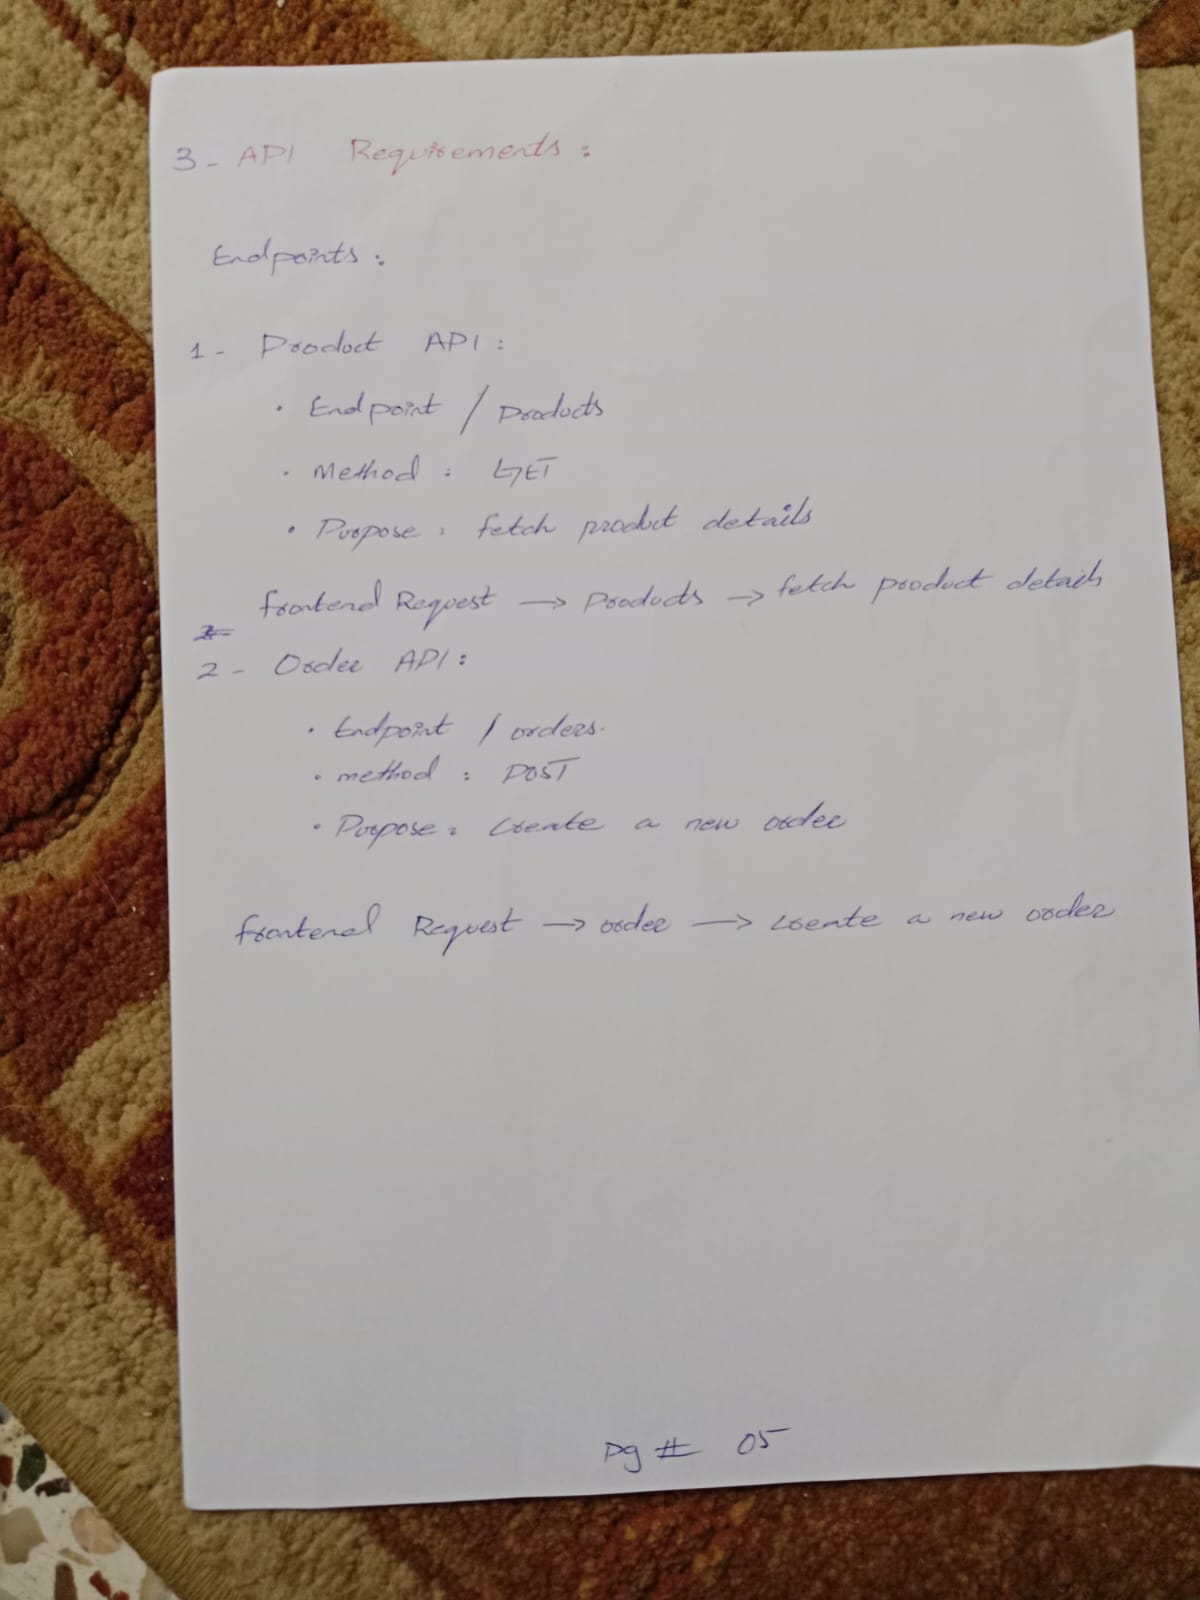 3- API Requirements :
Endpoints :
1- Product API :
• Endpoint / Products
• Method : GET
• Purpose : fetch product details
frontend Request → Products → fetch product details
2- Order API :
• Endpoint / orders.
• method : POST
• Purpose : Create a new order
frontend Request → order → Create a new order
Pg # 05